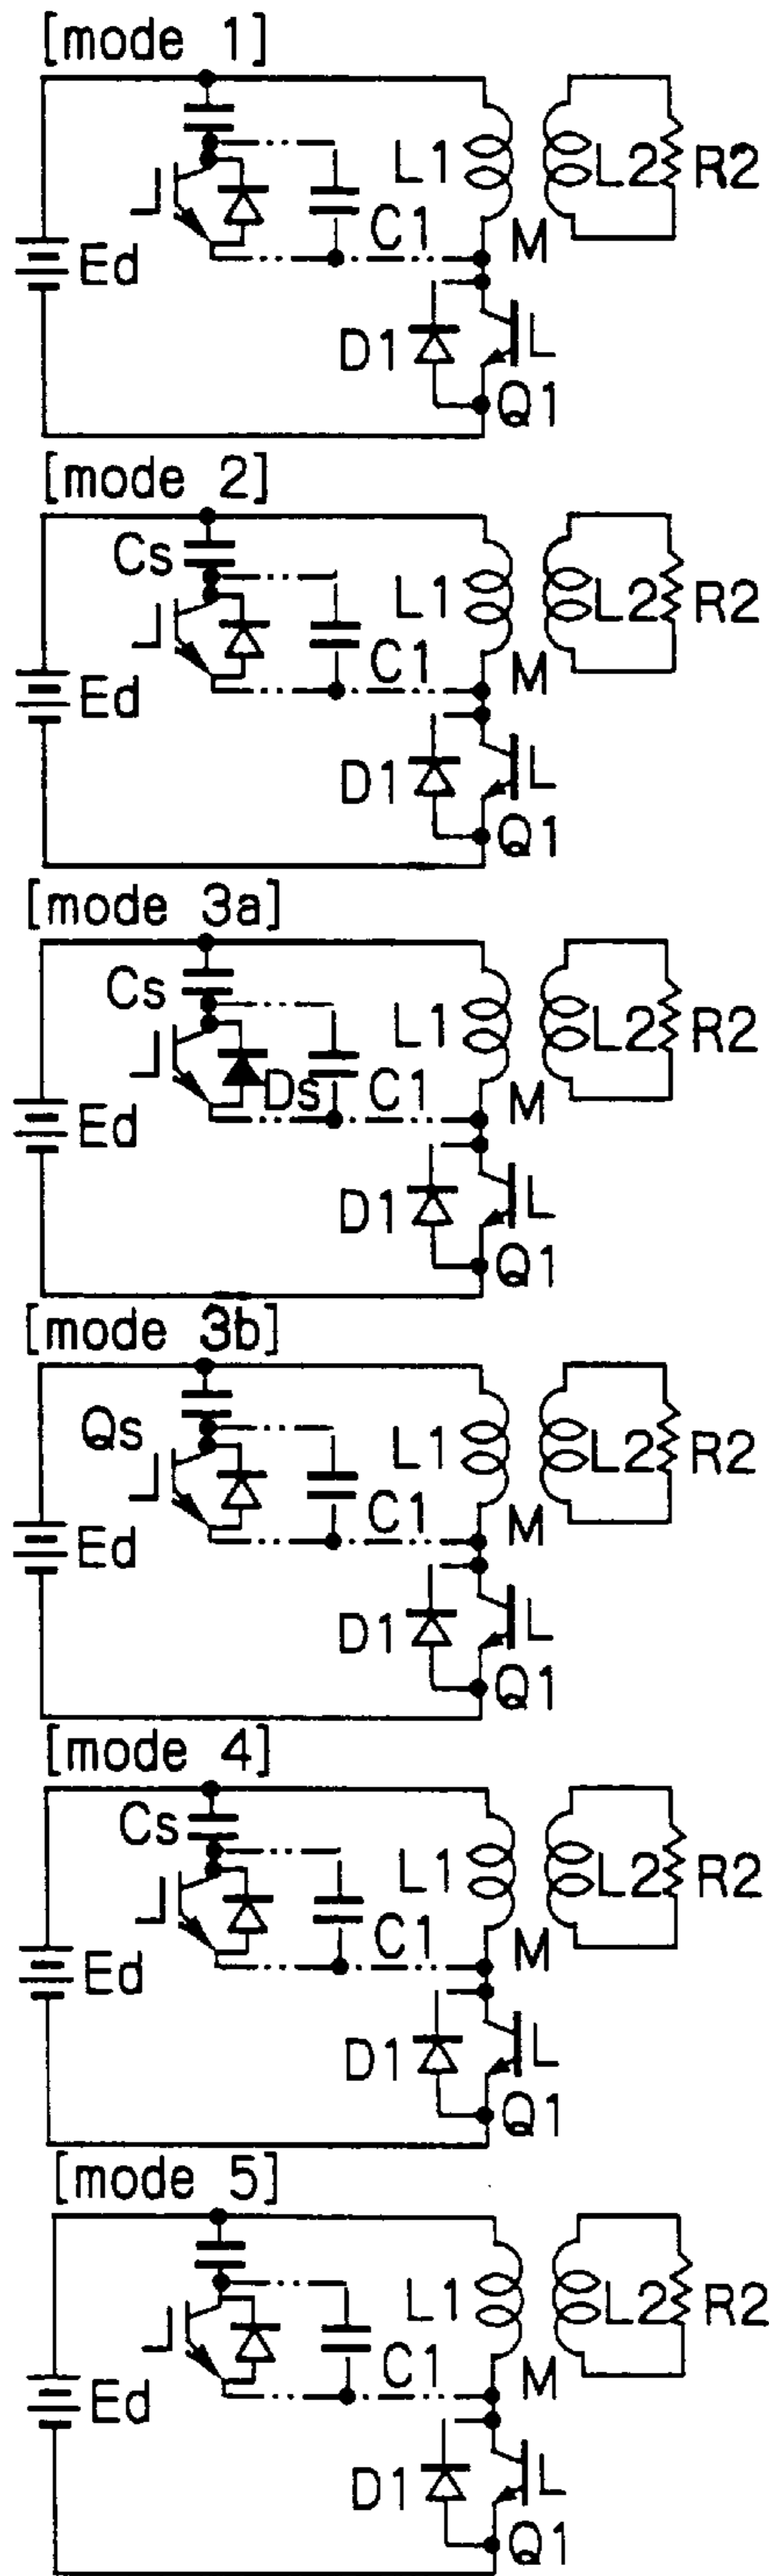 [mode 1]
L1 L2 R2
C1 M
Ed
D1 L
Q1
[mode 2]
Cs
L1 L2 R2
C1 M
Ed
D1 L
Q1
[mode 3a]
Cs
L1 L2 R2
Ds C1 M
Ed
D1 L
Q1
[mode 3b]
Qs L1 L2 R2
C1 M
Ed
D1 L
Q1
[mode 4]
Cs
L1 L2 R2
C1 M
Ed
D1 L
Q1
[mode 5]
L1 L2 R2
C1 M
Ed
D1 L
Q1